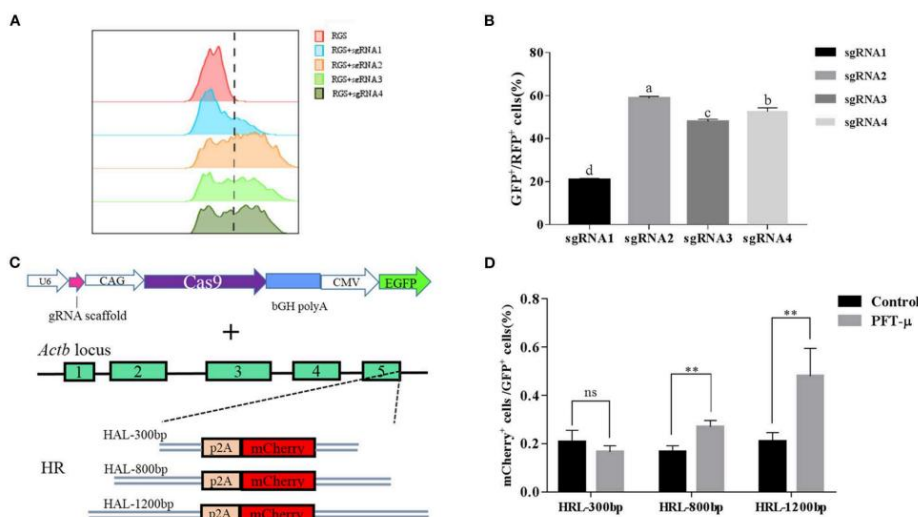 A
RGS
RGS+sgRNA1
RGS+sgRNA2
RGS+sgRNA3
RGS+sgRNA4
B
GFP⁺/RFP⁺ cells(%)
80
60
40
20
0
d
a
c
b
sgRNA1
sgRNA2
sgRNA3
sgRNA4
sgRNA1
sgRNA2
sgRNA3
sgRNA4
C
U6
CAG
Cas9
CMV
EGFP
gRNA scaffold
bGH polyA
+
Actb locus
1
2
3
4
5
HR
HAL-300bp
p2A
mCherry
HAL-800bp
p2A
mCherry
HAL-1200bp
p2A
mCherry
D
mCherry⁺ cells /GFP⁺ cells(%)
0.8
0.6
0.4
0.2
0.0
ns
**
**
HRL-300bp
HRL-800bp
HRL-1200bp
Control
PFT-μ